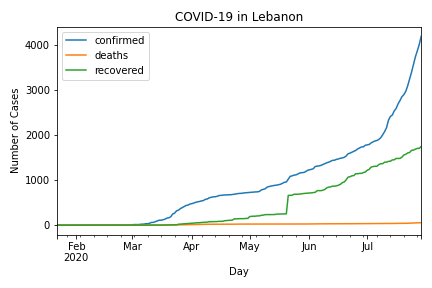 COVID-19 in Lebanon
confirmed
deaths
recovered
Number of Cases
4000
3000
2000
1000
0
Feb
2020
Mar
Apr
May
Jun
Jul
Day